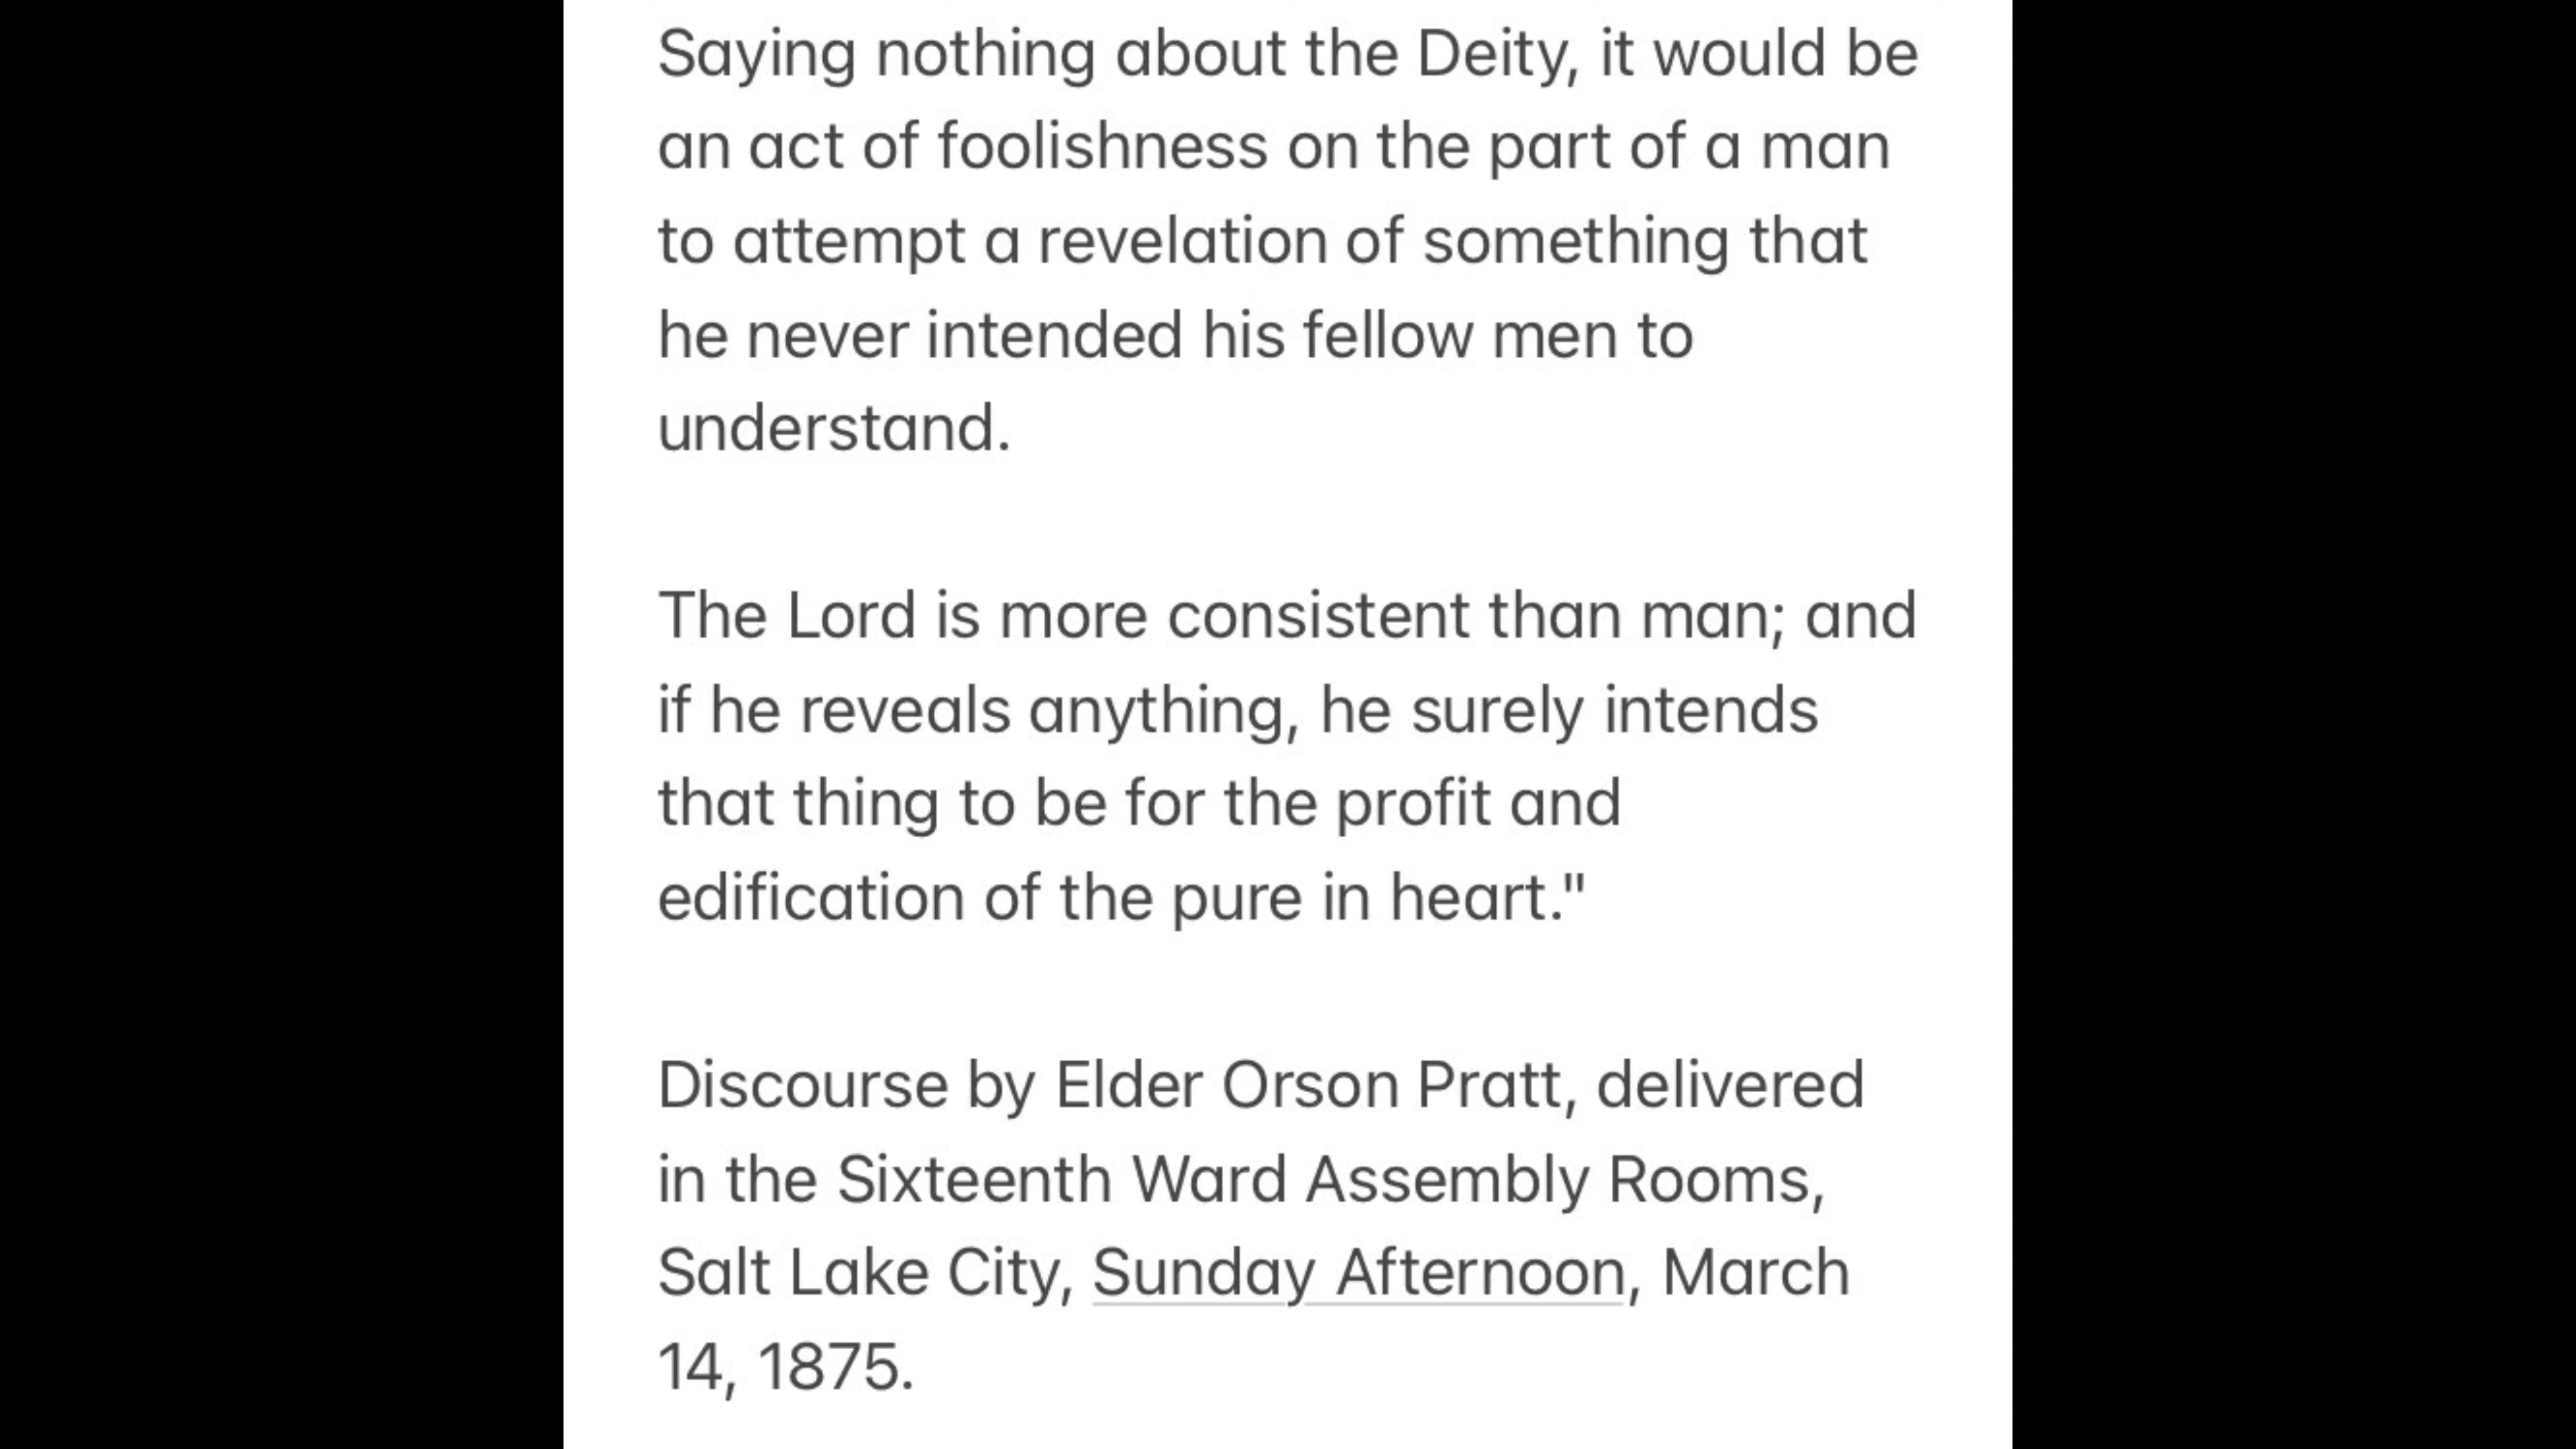 Saying nothing about the Deity, it would be
an act of foolishness on the part of a man
to attempt a revelation of something that
he never intended his fellow men to
understand.
The Lord is more consistent than man; and
if he reveals anything, he surely intends
that thing to be for the profit and
edification of the pure in heart."
Discourse by Elder Orson Pratt, delivered
in the Sixteenth Ward Assembly Rooms,
Salt Lake City, Sunday Afternoon, March
14, 1875.